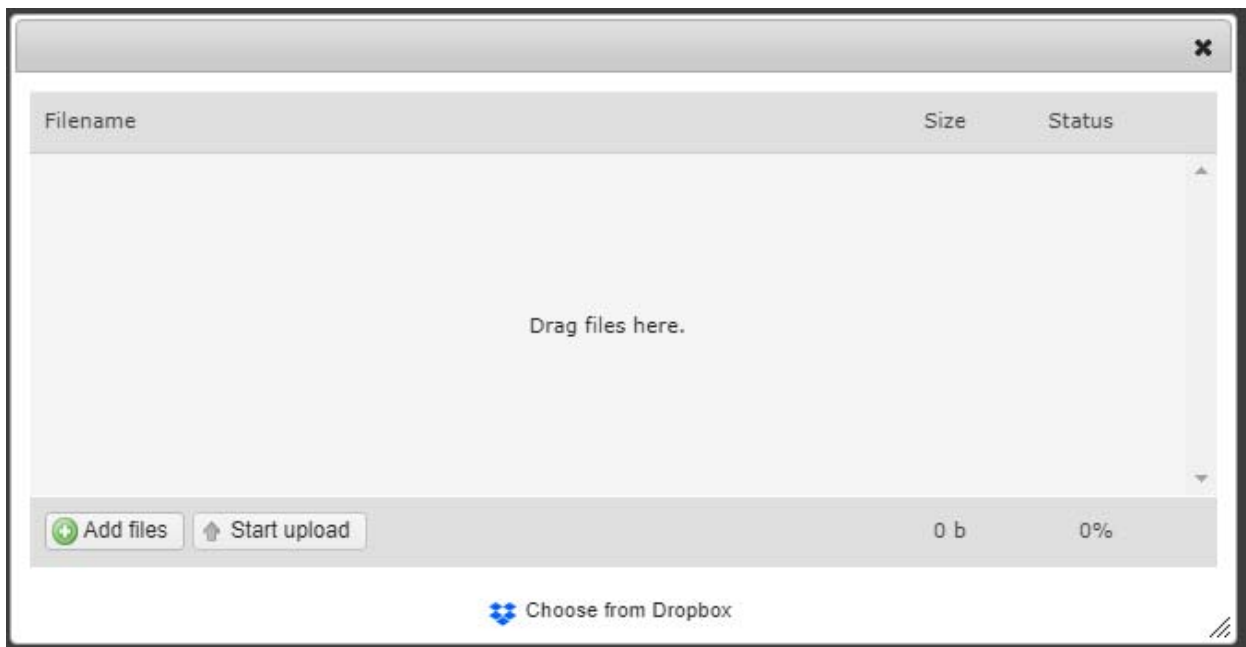 Filename Size Status
Drag files here.
Add files Start upload 0 b 0%
Choose from Dropbox